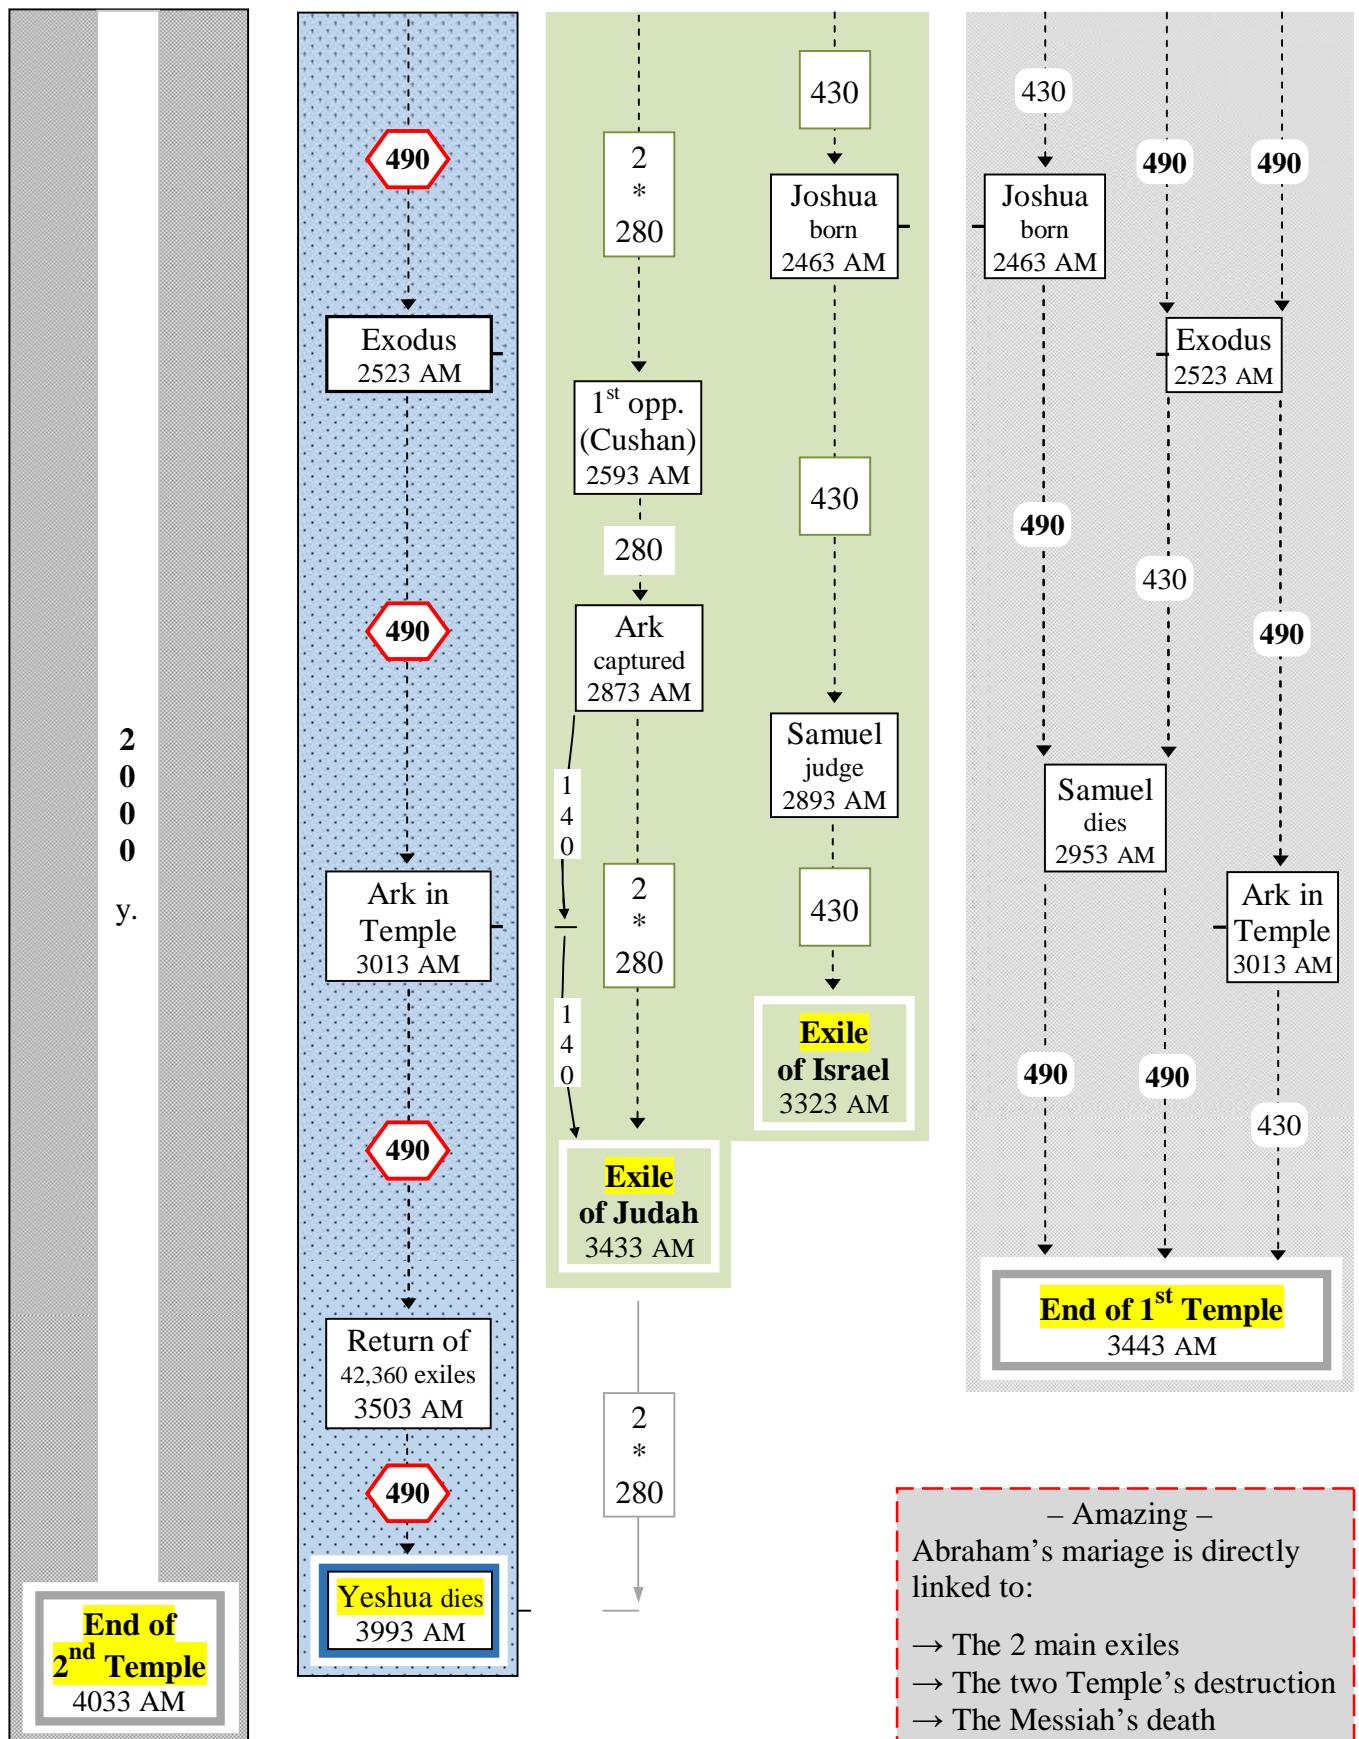 2
0
0
0
y.
End of
2nd Temple
4033 AM
490
Exodus
2523 AM
490
Ark in
Temple
3013 AM
490
Return of
42,360 exiles
3503 AM
490
Yeshua dies
3993 AM
2
*
280
1st opp.
(Cushan)
2593 AM
280
Ark
captured
2873 AM
1
4
0
1
4
0
2
*
280
Exile
of Judah
3433 AM
2
*
280
430
Joshua
born
2463 AM
430
Samuel
judge
2893 AM
430
Exile
of Israel
3323 AM
430
Joshua
born
2463 AM
490
490
490
Exodus
2523 AM
430
490
Samuel
dies
2953 AM
Ark in
Temple
3013 AM
490
490
430
End of 1st Temple
3443 AM
– Amazing –
Abraham's mariage is directly
linked to:
→ The 2 main exiles
→ The two Temple's destruction
→ The Messiah's death